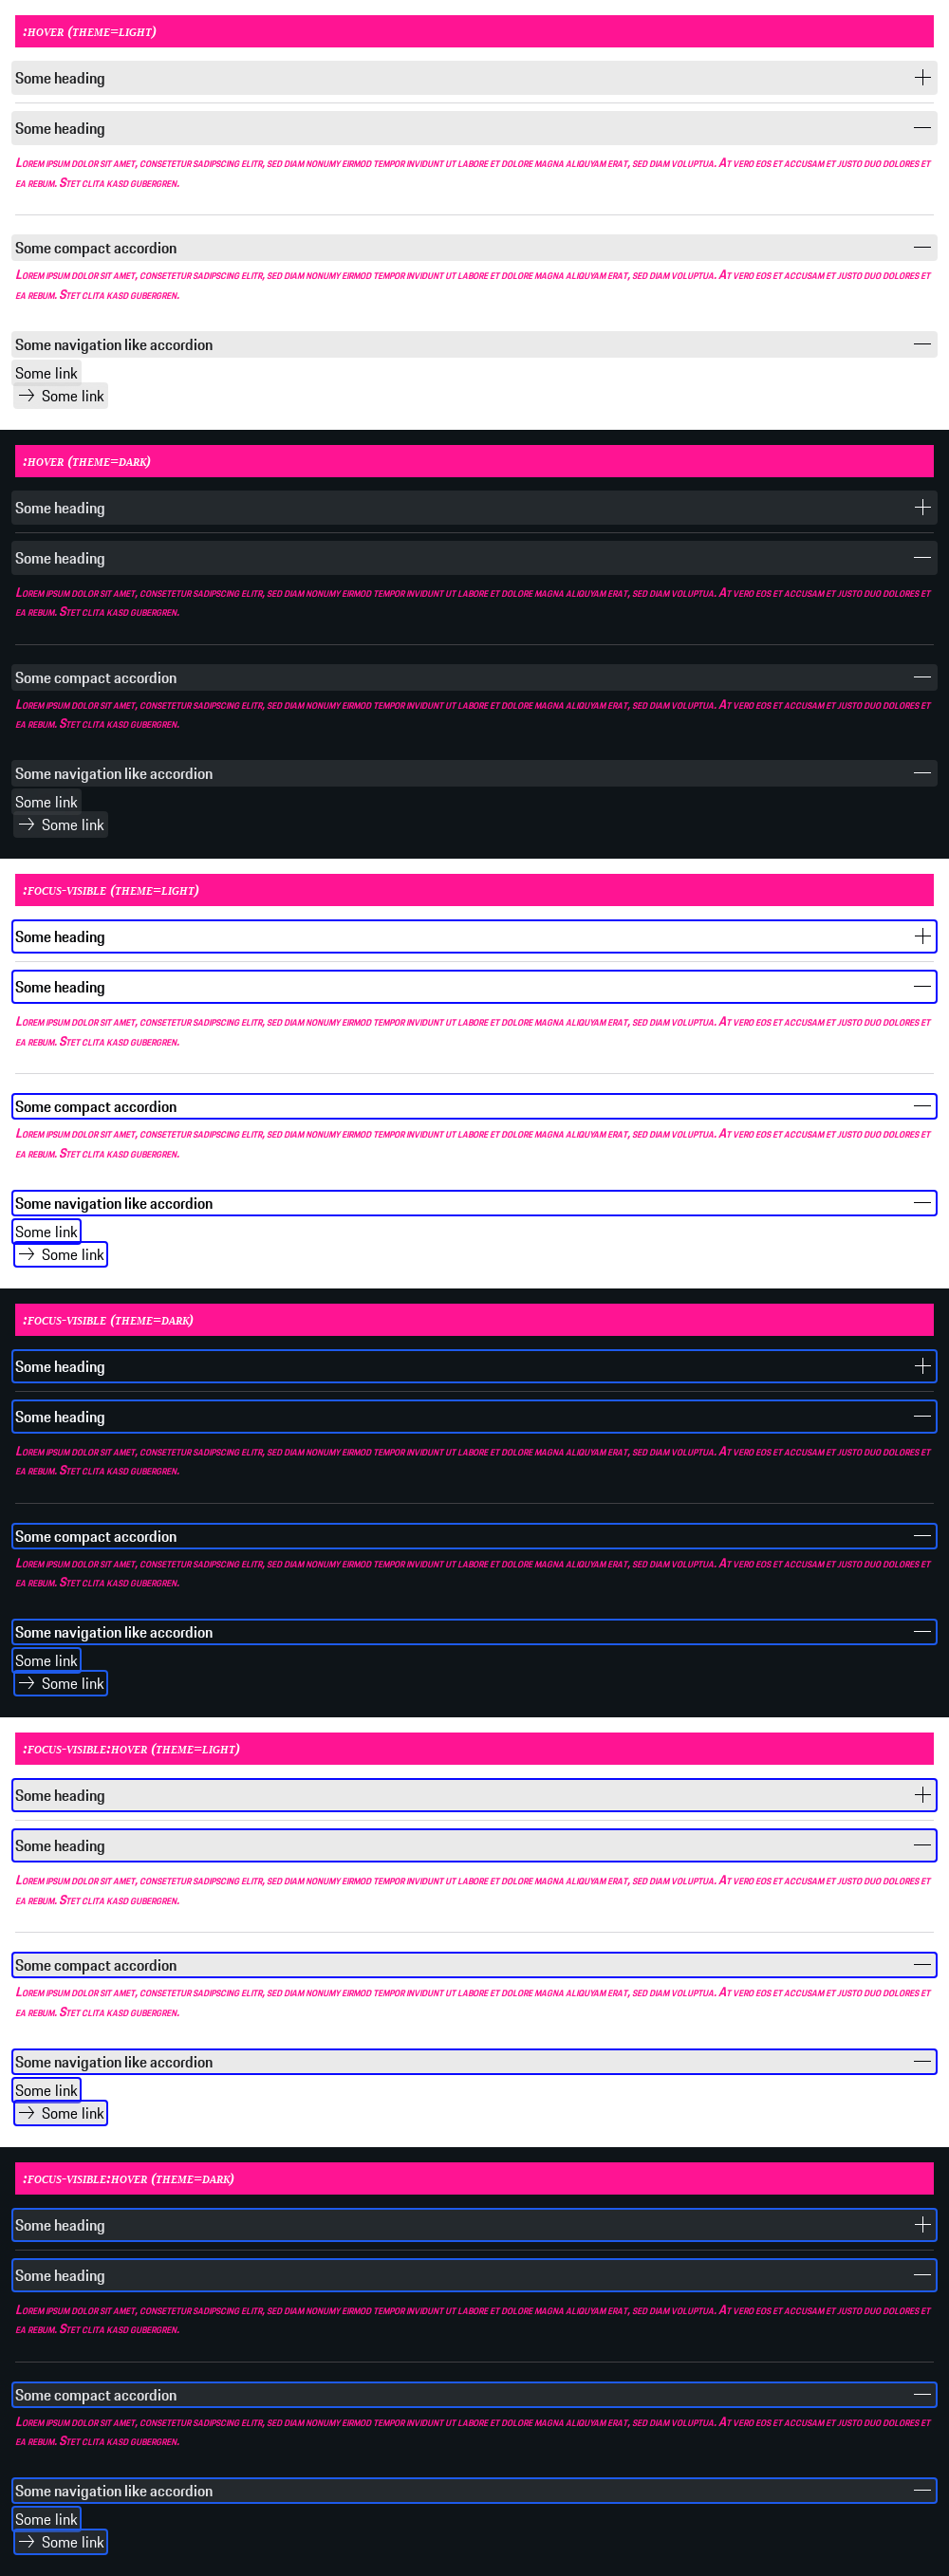 :hover (theme=light)
Some heading
Some heading
Lorem ipsum dolor sit amet, consetetur sadipscing elitr, sed diam nonumy eirmod tempor invidunt ut labore et dolore magna aliquyam erat, sed diam voluptua. At vero eos et accusam et justo duo dolores et
ea rebum. Stet clita kasd gubergren.
Some compact accordion
Lorem ipsum dolor sit amet, consetetur sadipscing elitr, sed diam nonumy eirmod tempor invidunt ut labore et dolore magna aliquyam erat, sed diam voluptua. At vero eos et accusam et justo duo dolores et
ea rebum. Stet clita kasd gubergren.
Some navigation like accordion
Some link
→ Some link
:hover (theme=dark)
Some heading
Some heading
Lorem ipsum dolor sit amet, consetetur sadipscing elitr, sed diam nonumy eirmod tempor invidunt ut labore et dolore magna aliquyam erat, sed diam voluptua. At vero eos et accusam et justo duo dolores et
ea rebum. Stet clita kasd gubergren.
Some compact accordion
Lorem ipsum dolor sit amet, consetetur sadipscing elitr, sed diam nonumy eirmod tempor invidunt ut labore et dolore magna aliquyam erat, sed diam voluptua. At vero eos et accusam et justo duo dolores et
ea rebum. Stet clita kasd gubergren.
Some navigation like accordion
Some link
→ Some link
:focus-visible (theme=light)
Some heading
Some heading
Lorem ipsum dolor sit amet, consetetur sadipscing elitr, sed diam nonumy eirmod tempor invidunt ut labore et dolore magna aliquyam erat, sed diam voluptua. At vero eos et accusam et justo duo dolores et
ea rebum. Stet clita kasd gubergren.
Some compact accordion
Lorem ipsum dolor sit amet, consetetur sadipscing elitr, sed diam nonumy eirmod tempor invidunt ut labore et dolore magna aliquyam erat, sed diam voluptua. At vero eos et accusam et justo duo dolores et
ea rebum. Stet clita kasd gubergren.
Some navigation like accordion
Some link
→ Some link
:focus-visible (theme=dark)
Some heading
Some heading
Lorem ipsum dolor sit amet, consetetur sadipscing elitr, sed diam nonumy eirmod tempor invidunt ut labore et dolore magna aliquyam erat, sed diam voluptua. At vero eos et accusam et justo duo dolores et
ea rebum. Stet clita kasd gubergren.
Some compact accordion
Lorem ipsum dolor sit amet, consetetur sadipscing elitr, sed diam nonumy eirmod tempor invidunt ut labore et dolore magna aliquyam erat, sed diam voluptua. At vero eos et accusam et justo duo dolores et
ea rebum. Stet clita kasd gubergren.
Some navigation like accordion
Some link
→ Some link
:focus-visible:hover (theme=light)
Some heading
Some heading
Lorem ipsum dolor sit amet, consetetur sadipscing elitr, sed diam nonumy eirmod tempor invidunt ut labore et dolore magna aliquyam erat, sed diam voluptua. At vero eos et accusam et justo duo dolores et
ea rebum. Stet clita kasd gubergren.
Some compact accordion
Lorem ipsum dolor sit amet, consetetur sadipscing elitr, sed diam nonumy eirmod tempor invidunt ut labore et dolore magna aliquyam erat, sed diam voluptua. At vero eos et accusam et justo duo dolores et
ea rebum. Stet clita kasd gubergren.
Some navigation like accordion
Some link
→ Some link
:focus-visible:hover (theme=dark)
Some heading
Some heading
Lorem ipsum dolor sit amet, consetetur sadipscing elitr, sed diam nonumy eirmod tempor invidunt ut labore et dolore magna aliquyam erat, sed diam voluptua. At vero eos et accusam et justo duo dolores et
ea rebum. Stet clita kasd gubergren.
Some compact accordion
Lorem ipsum dolor sit amet, consetetur sadipscing elitr, sed diam nonumy eirmod tempor invidunt ut labore et dolore magna aliquyam erat, sed diam voluptua. At vero eos et accusam et justo duo dolores et
ea rebum. Stet clita kasd gubergren.
Some navigation like accordion
Some link
→ Some link